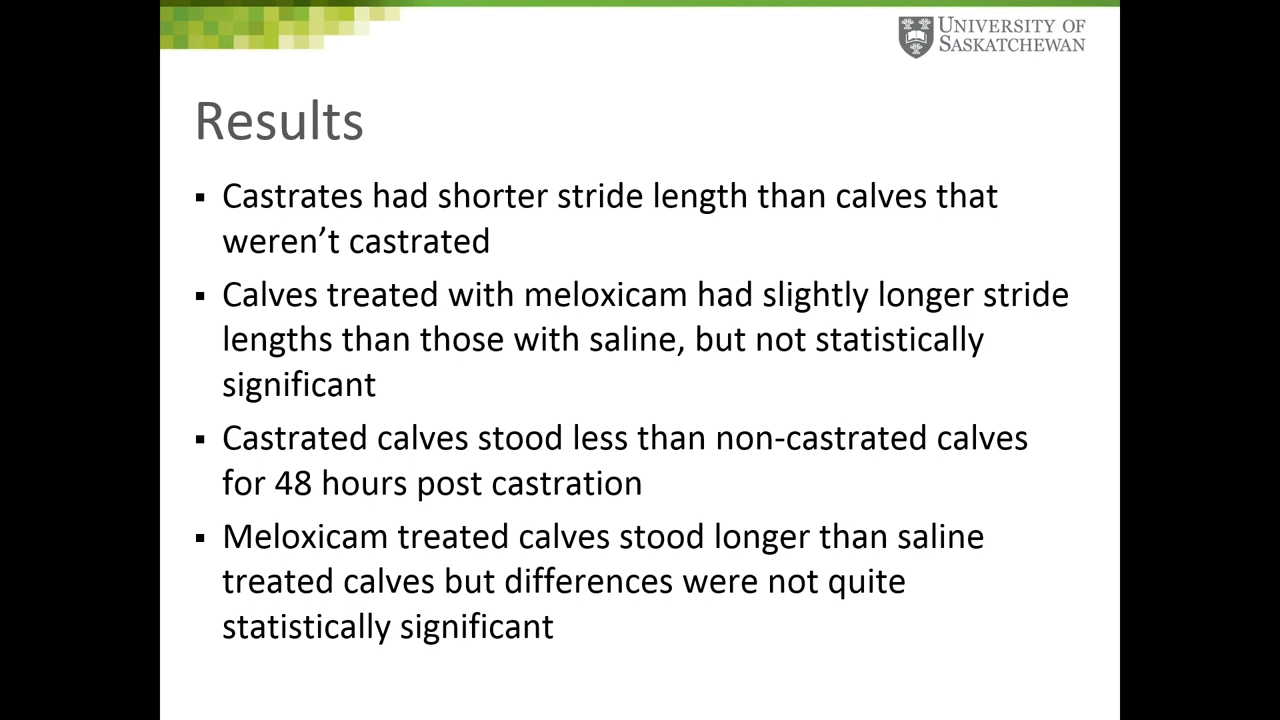 UNIVERSITY OF
SASKATCHEWAN
Results
▪ Castrates had shorter stride length than calves that
weren’t castrated
▪ Calves treated with meloxicam had slightly longer stride
lengths than those with saline, but not statistically
significant
▪ Castrated calves stood less than non-castrated calves
for 48 hours post castration
▪ Meloxicam treated calves stood longer than saline
treated calves but differences were not quite
statistically significant